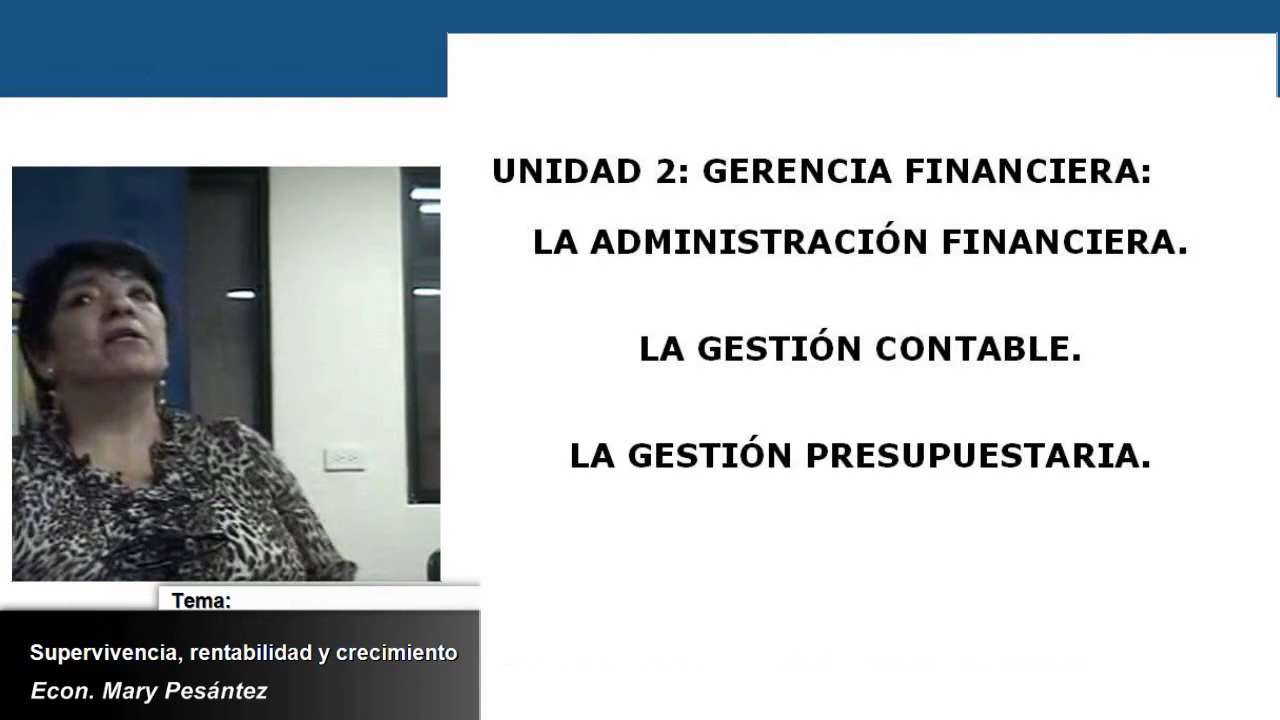 UNIDAD 2: GERENCIA FINANCIERA:
LA ADMINISTRACIÓN FINANCIERA.
LA GESTIÓN CONTABLE.
LA GESTIÓN PRESUPUESTARIA.
Tema:
Supervivencia, rentabilidad y crecimiento
Econ. Mary Pesántez